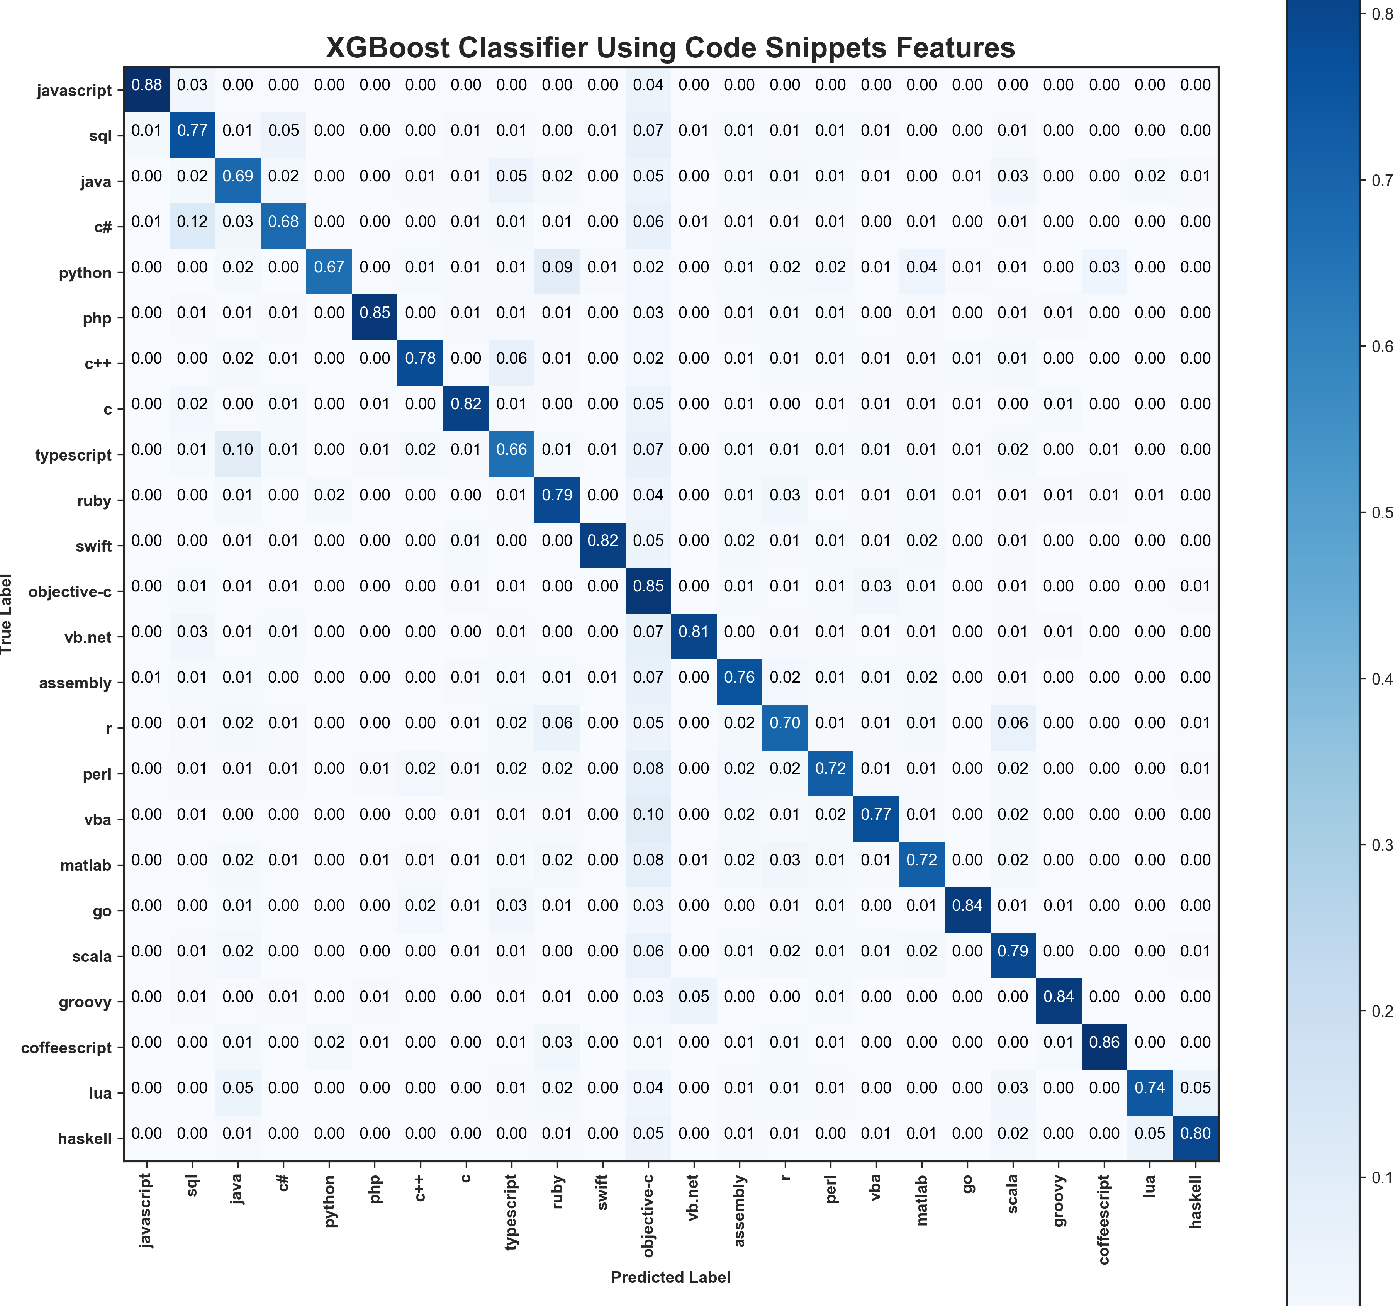 XGBoost Classifier Using Code Snippets Features
javascript 0.88 0.03 0.00 0.00 0.00 0.00 0.00 0.00 0.00 0.00 0.00 0.04 0.00 0.00 0.00 0.00 0.00 0.00 0.00 0.00 0.00 0.00 0.00 0.00
sql 0.01 0.77 0.01 0.05 0.00 0.00 0.00 0.01 0.01 0.00 0.01 0.07 0.01 0.01 0.01 0.01 0.01 0.00 0.00 0.01 0.00 0.00 0.00 0.00
java 0.00 0.02 0.69 0.02 0.00 0.00 0.01 0.01 0.05 0.02 0.00 0.05 0.00 0.01 0.01 0.01 0.01 0.00 0.01 0.03 0.00 0.00 0.02 0.01
c# 0.01 0.12 0.03 0.68 0.00 0.00 0.00 0.01 0.01 0.01 0.00 0.06 0.01 0.01 0.01 0.01 0.00 0.01 0.00 0.01 0.00 0.00 0.00 0.00
python 0.00 0.00 0.02 0.00 0.67 0.00 0.01 0.01 0.01 0.09 0.01 0.02 0.00 0.01 0.02 0.02 0.01 0.04 0.01 0.01 0.00 0.03 0.00 0.00
php 0.00 0.01 0.01 0.01 0.00 0.85 0.00 0.01 0.01 0.01 0.00 0.03 0.00 0.01 0.01 0.01 0.00 0.01 0.00 0.01 0.01 0.00 0.00 0.00
c++ 0.00 0.00 0.02 0.01 0.00 0.00 0.78 0.00 0.06 0.01 0.00 0.02 0.00 0.01 0.01 0.01 0.01 0.01 0.01 0.01 0.00 0.00 0.00 0.00
c 0.00 0.02 0.00 0.01 0.00 0.01 0.00 0.82 0.01 0.00 0.00 0.05 0.00 0.01 0.00 0.01 0.01 0.01 0.01 0.00 0.01 0.00 0.00 0.00
typescript 0.00 0.01 0.10 0.01 0.00 0.01 0.02 0.01 0.66 0.01 0.01 0.07 0.00 0.01 0.01 0.01 0.01 0.01 0.01 0.02 0.00 0.01 0.00 0.00
ruby 0.00 0.00 0.01 0.00 0.02 0.00 0.00 0.00 0.01 0.79 0.00 0.04 0.00 0.01 0.03 0.01 0.01 0.01 0.01 0.01 0.01 0.01 0.01 0.00
swift 0.00 0.00 0.01 0.01 0.00 0.00 0.00 0.01 0.00 0.00 0.82 0.05 0.00 0.02 0.01 0.01 0.01 0.02 0.00 0.01 0.00 0.00 0.00 0.00
objective-c 0.00 0.01 0.01 0.01 0.00 0.00 0.00 0.01 0.01 0.00 0.00 0.85 0.00 0.01 0.01 0.01 0.03 0.01 0.00 0.01 0.00 0.00 0.00 0.01
vb.net 0.00 0.03 0.01 0.01 0.00 0.00 0.00 0.00 0.01 0.00 0.00 0.07 0.81 0.00 0.01 0.01 0.01 0.00 0.00 0.01 0.01 0.00 0.00 0.00
assembly 0.01 0.01 0.01 0.00 0.00 0.00 0.00 0.01 0.01 0.01 0.01 0.07 0.00 0.76 0.02 0.01 0.01 0.02 0.00 0.01 0.00 0.00 0.00 0.00
r 0.00 0.01 0.02 0.01 0.00 0.00 0.00 0.01 0.02 0.06 0.00 0.05 0.00 0.02 0.70 0.01 0.01 0.01 0.00 0.06 0.00 0.00 0.00 0.01
perl 0.00 0.01 0.01 0.01 0.00 0.01 0.02 0.01 0.02 0.02 0.00 0.08 0.00 0.02 0.02 0.72 0.01 0.01 0.00 0.02 0.00 0.00 0.00 0.01
vba 0.00 0.01 0.00 0.00 0.00 0.00 0.00 0.01 0.01 0.01 0.00 0.10 0.00 0.02 0.01 0.02 0.77 0.01 0.00 0.02 0.00 0.00 0.00 0.00
matlab 0.00 0.00 0.02 0.01 0.00 0.01 0.01 0.01 0.01 0.02 0.00 0.08 0.01 0.02 0.03 0.01 0.01 0.72 0.00 0.02 0.00 0.00 0.00 0.00
go 0.00 0.00 0.01 0.00 0.00 0.00 0.02 0.01 0.03 0.01 0.00 0.03 0.00 0.00 0.01 0.01 0.00 0.01 0.84 0.01 0.01 0.00 0.00 0.00
scala 0.00 0.01 0.02 0.00 0.00 0.00 0.00 0.01 0.01 0.00 0.00 0.06 0.00 0.01 0.02 0.01 0.01 0.02 0.00 0.79 0.00 0.00 0.00 0.01
groovy 0.00 0.01 0.00 0.01 0.00 0.01 0.00 0.00 0.01 0.01 0.00 0.03 0.05 0.00 0.00 0.01 0.00 0.00 0.00 0.00 0.84 0.00 0.00 0.00
coffeescript 0.00 0.00 0.01 0.00 0.02 0.01 0.00 0.00 0.01 0.03 0.00 0.01 0.00 0.01 0.01 0.01 0.00 0.00 0.00 0.00 0.01 0.86 0.00 0.00
lua 0.00 0.00 0.05 0.00 0.00 0.00 0.00 0.00 0.01 0.02 0.00 0.04 0.00 0.01 0.01 0.01 0.00 0.00 0.00 0.03 0.00 0.00 0.74 0.05
haskell 0.00 0.00 0.01 0.00 0.00 0.00 0.00 0.00 0.00 0.01 0.00 0.05 0.00 0.01 0.01 0.00 0.01 0.01 0.00 0.02 0.00 0.00 0.05 0.80
True Label
javascript sql java c# python php c++ c typescript ruby swift objective-c vb.net assembly r perl vba matlab go scala groovy coffeescript lua haskell
Predicted Label
0.8
0.7
0.6
0.5
0.4
0.3
0.2
0.1